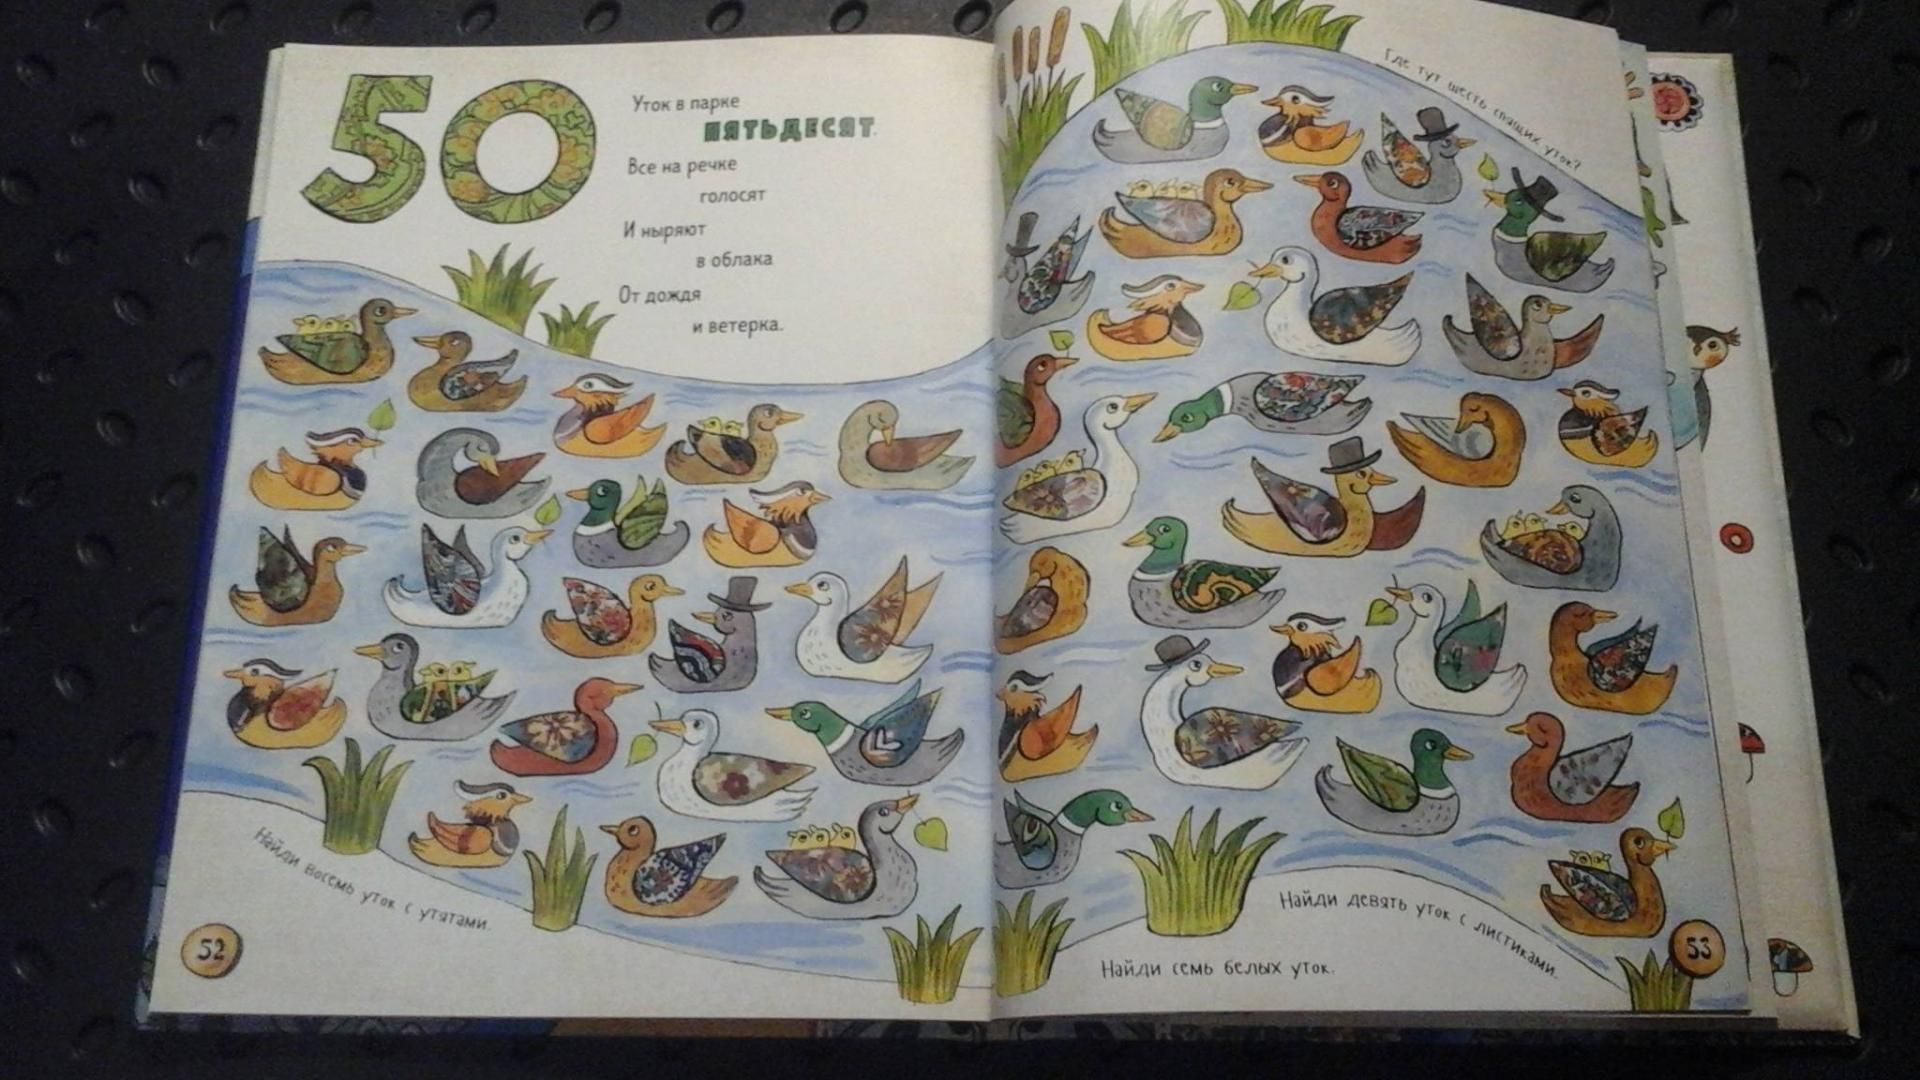 50
Уток в парке
ПЯТЬДЕСЯТ.
Все на речке
голосят
И ныряют
в облака
От дождя
и ветерка.
Найди восемь уток с утятами.
52
Где тут шесть спящих уток?
Найди девять уток с листиками.
Найди семь белых уток.
53